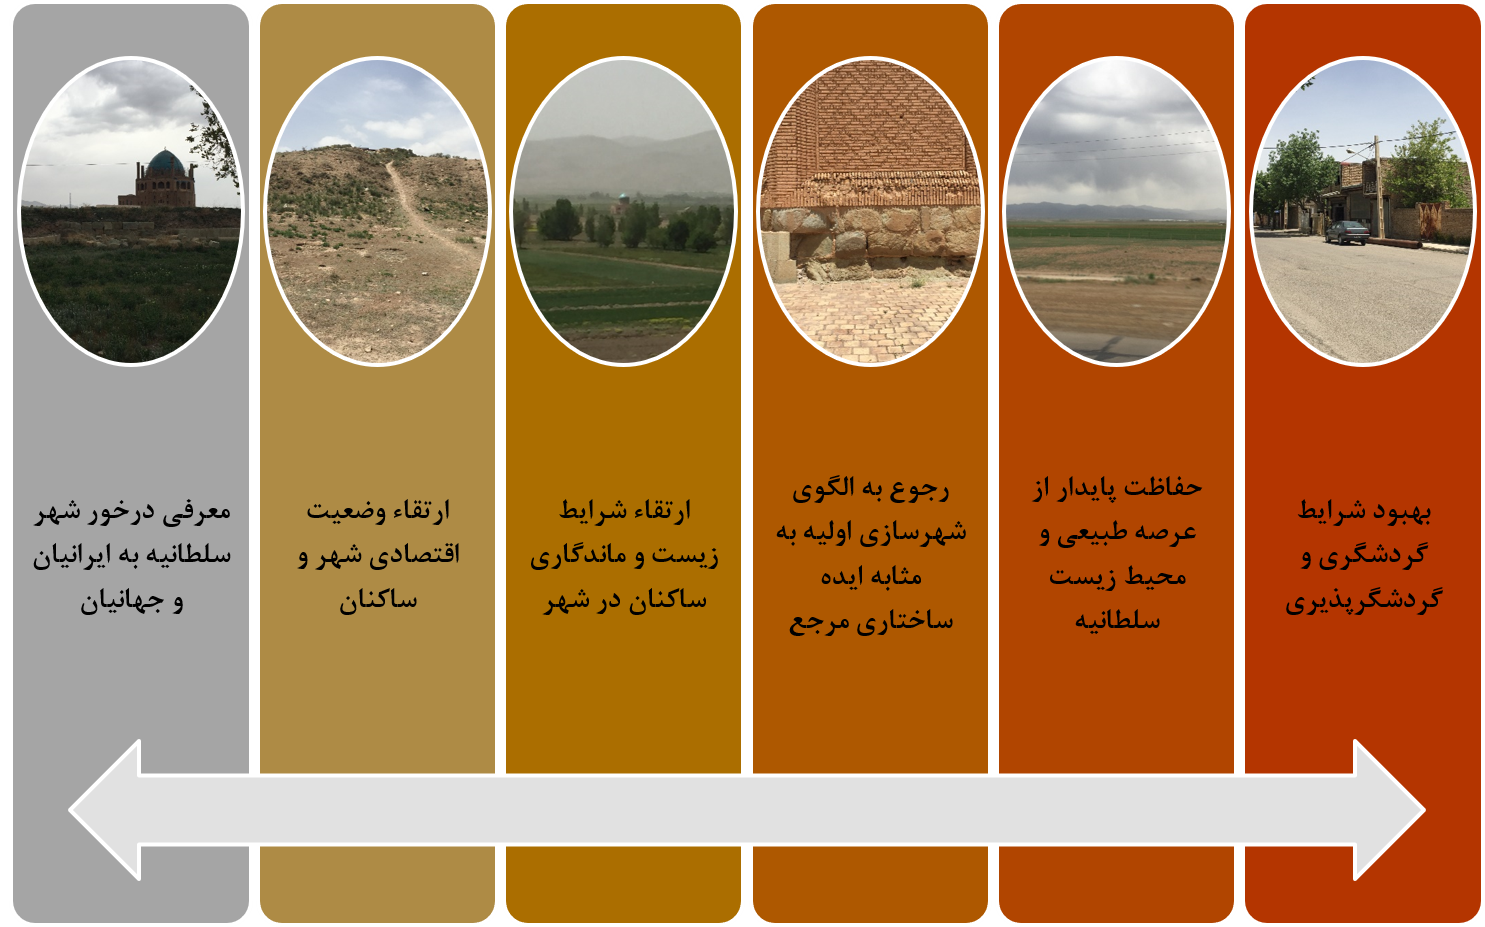 بهبود شرایط
گردشگری و
گردشگرپذیری
حفاظت پایدار از
عرصه طبیعی و
محیط زیست
سلطانیه
رجوع به الگوی
شهرسازی اولیه به
مثابه ایده
ساختاری مرجع
ارتقاء شرایط
زیست و ماندگاری
ساکنان در شهر
ارتقاء وضعیت
اقتصادی شهر و
ساکنان
معرفی درخور شهر
سلطانیه به ایرانیان
و جهانیان